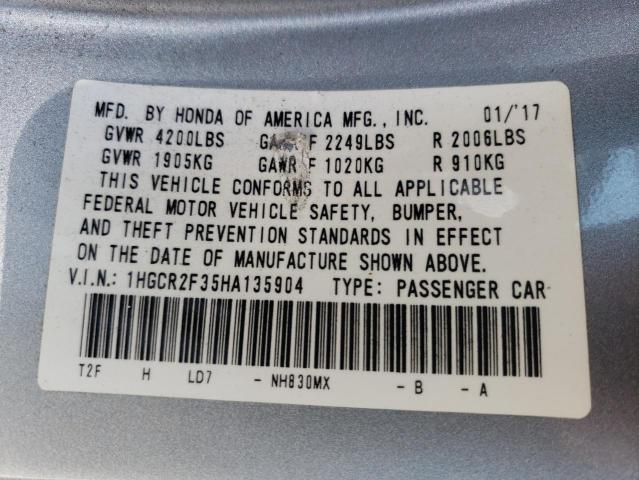 MFD. BY HONDA OF AMERICA MFG., INC. 01/'17
GVWR 4200LBS GAWR F 2249LBS R 2006LBS
GVWR 1905KG GAWR F 1020KG R 910KG
THIS VEHICLE CONFORMS TO ALL APPLICABLE
FEDERAL MOTOR VEHICLE SAFETY, BUMPER,
AND THEFT PREVENTION STANDARDS IN EFFECT
ON THE DATE OF MANUFACTURE SHOWN ABOVE.
V.I.N.: 1HGCR2F35HA135904 TYPE: PASSENGER CAR
T2F H LD7 - NH830MX - B - A